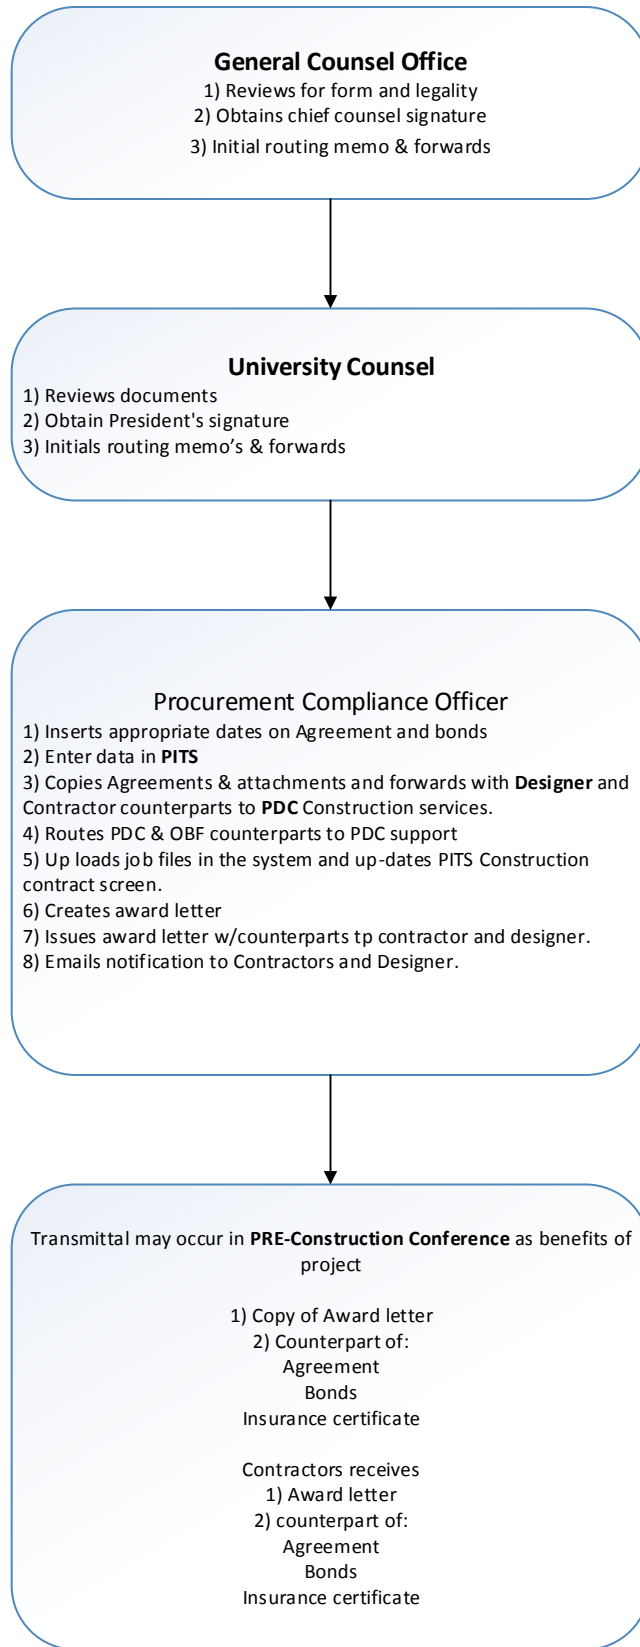 General Counsel Office
1) Reviews for form and legality
2) Obtains chief counsel signature
3) Initial routing memo & forwards
University Counsel
1) Reviews documents
2) Obtain President's signature
3) Initials routing memo’s & forwards
Procurement Compliance Officer
1) Inserts appropriate dates on Agreement and bonds
2) Enter data in PITS
3) Copies Agreements & attachments and forwards with Designer and
Contractor counterparts to PDC Construction services.
4) Routes PDC & OBF counterparts to PDC support
5) Up loads job files in the system and up-dates PITS Construction
contract screen.
6) Creates award letter
7) Issues award letter w/counterparts tp contractor and designer.
8) Emails notification to Contractors and Designer.
Transmittal may occur in PRE-Construction Conference as benefits of
project
1) Copy of Award letter
2) Counterpart of:
Agreement
Bonds
Insurance certificate
Contractors receives
1) Award letter
2) counterpart of:
Agreement
Bonds
Insurance certificate